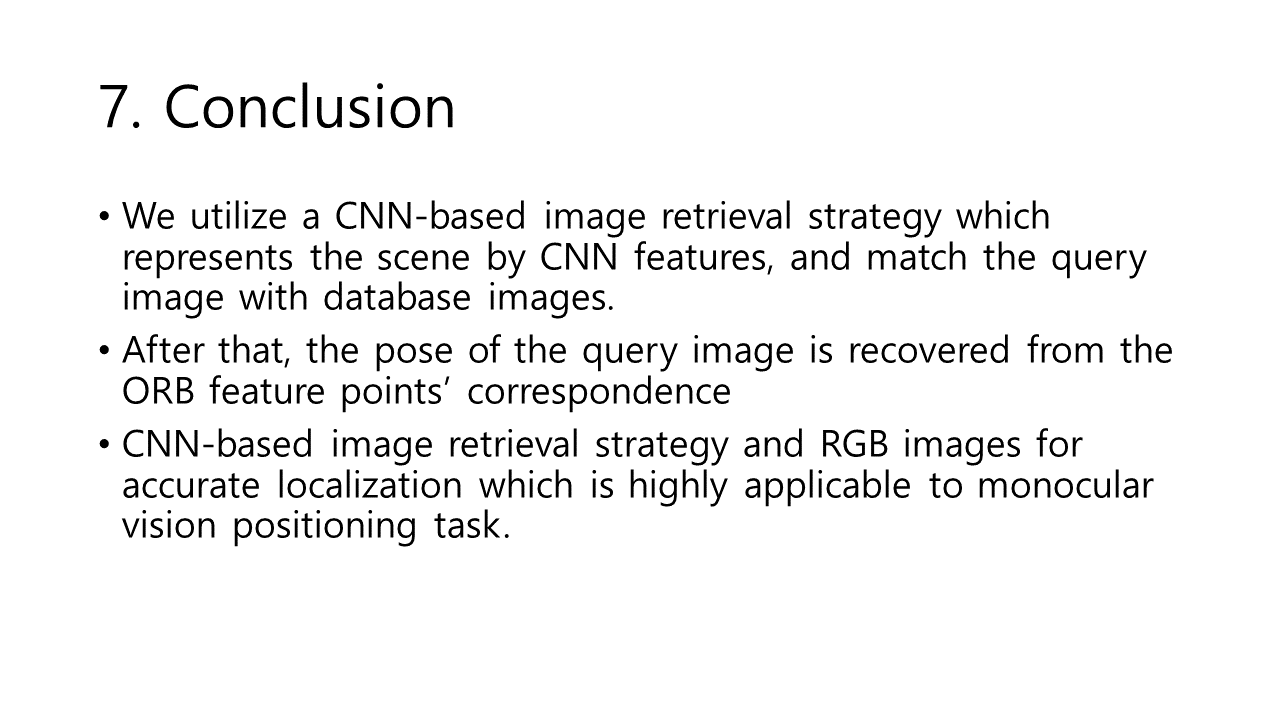 7. Conclusion
• We utilize a CNN-based image retrieval strategy which
represents the scene by CNN features, and match the query
image with database images.
• After that, the pose of the query image is recovered from the
ORB feature points’ correspondence
• CNN-based image retrieval strategy and RGB images for
accurate localization which is highly applicable to monocular
vision positioning task.